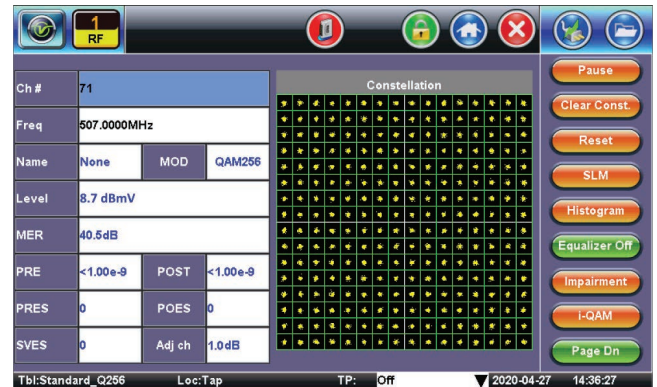 1
RF
Ch # 71
Freq 507.0000MHz
Name None MOD QAM256
Level 8.7 dBmV
MER 40.5dB
PRE <1.00e-9 POST <1.00e-9
PRES 0 POES 0
SVES 0 Adj ch 1.0dB
Constellation
Pause
Clear Const.
Reset
SLM
Histogram
Equalizer Off
Impairment
i-QAM
Page Dn
Tbl:Standard_Q256 Loc:Tap TP: Off 2020-04-27 14:36:27